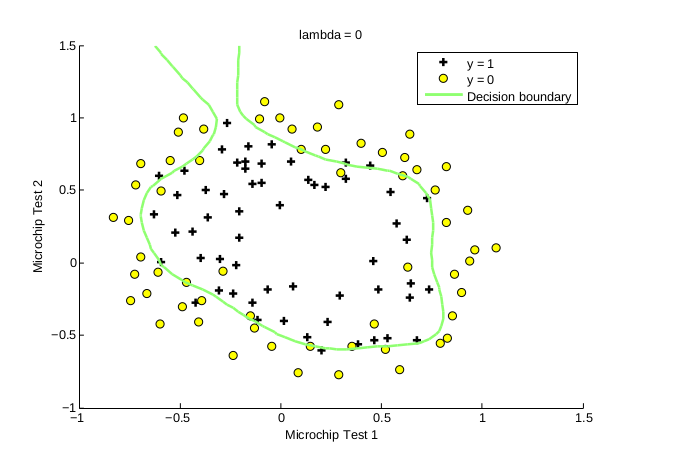 lambda = 0
1.5
y = 1
y = 0
Decision boundary
1
0.5
Microchip Test 2
0
−0.5
−1
−1
−0.5
0
0.5
1
1.5
Microchip Test 1